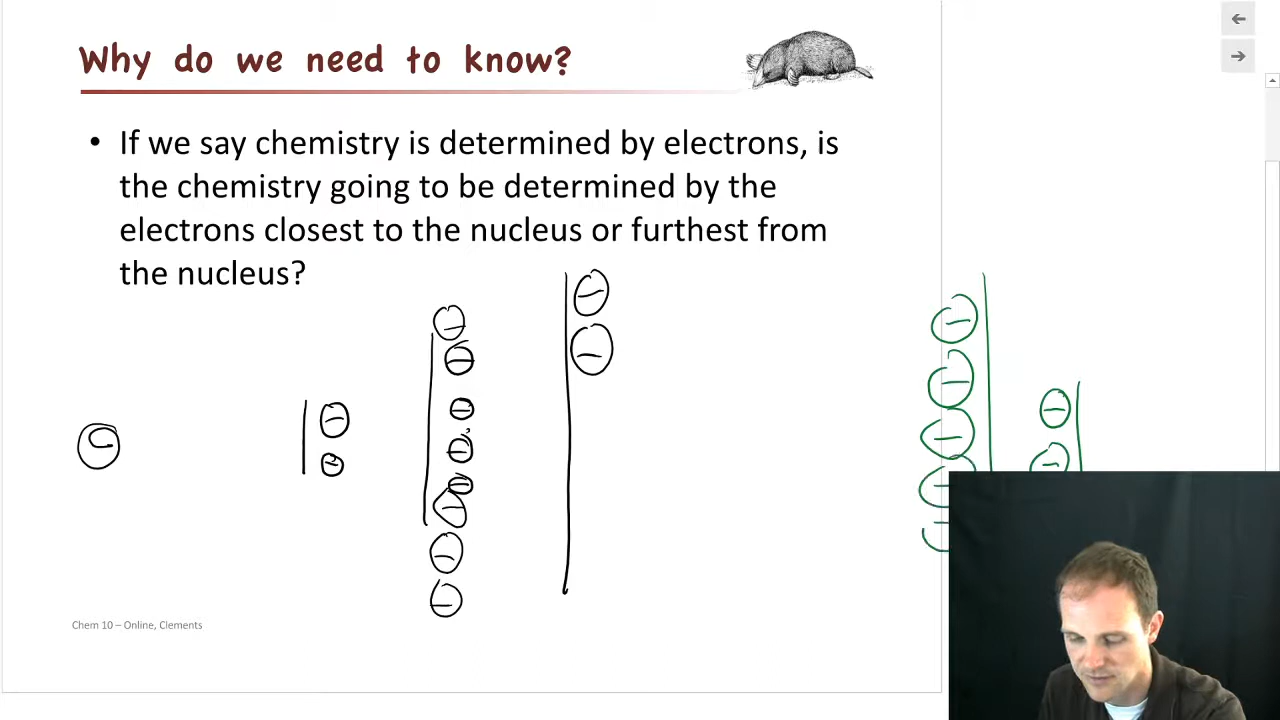 Why do we need to know?
• If we say chemistry is determined by electrons, is
the chemistry going to be determined by the
electrons closest to the nucleus or furthest from
the nucleus?
Chem 10 – Online, Clements